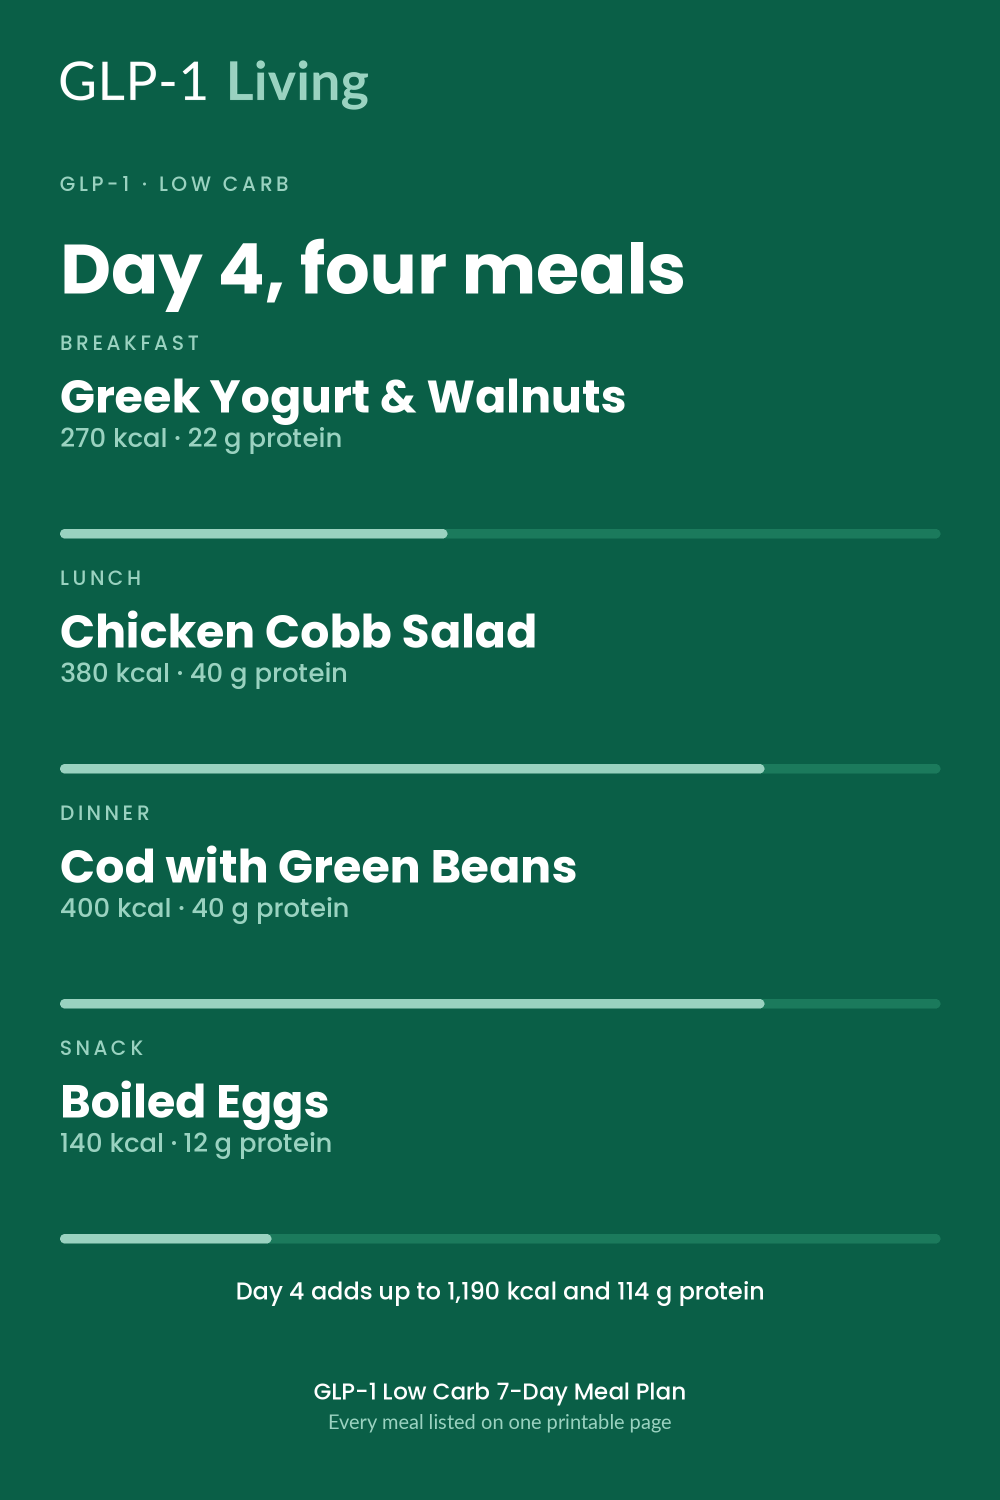 GLP-1 Living
GLP-1 · LOW CARB
Day 4, four meals
BREAKFAST
Greek Yogurt & Walnuts
270 kcal · 22 g protein
LUNCH
Chicken Cobb Salad
380 kcal · 40 g protein
DINNER
Cod with Green Beans
400 kcal · 40 g protein
SNACK
Boiled Eggs
140 kcal · 12 g protein
Day 4 adds up to 1,190 kcal and 114 g protein
GLP-1 Low Carb 7-Day Meal Plan
Every meal listed on one printable page